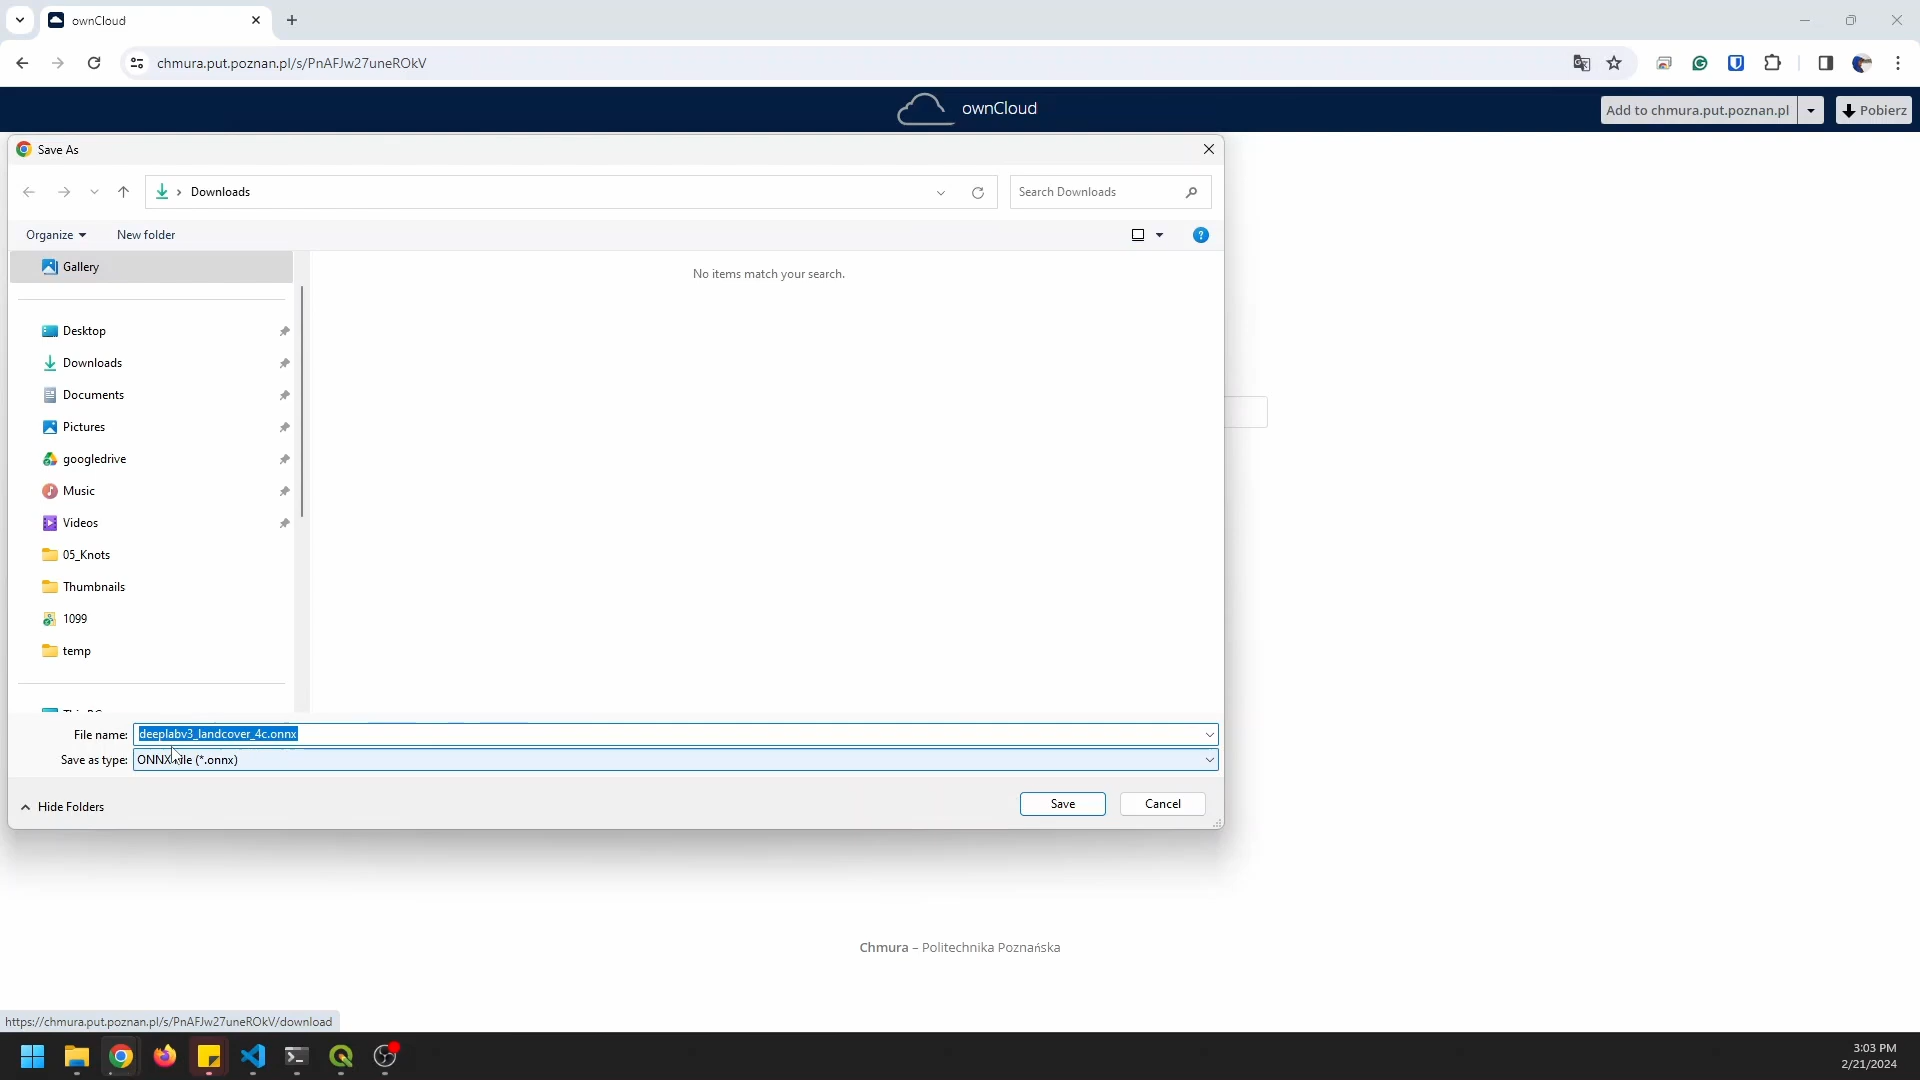 ownCloud
chmura.put.poznan.pl/s/PnAFJw27uneROkV
ownCloud
Add to chmura.put.poznan.pl
Pobierz
Save As
Downloads
Search Downloads
Organize
New folder
Gallery
No items match your search.
Desktop
Downloads
Documents
Pictures
googledrive
Music
Videos
05_Knots
Thumbnails
1099
temp
File name: deeplabv3_landcover_4c.onnx
Save as type: ONNX File (*.onnx)
Hide Folders
Save
Cancel
Chmura – Politechnika Poznańska
https://chmura.put.poznan.pl/s/PnAFJw27uneROkV/download
3:03 PM
2/21/2024